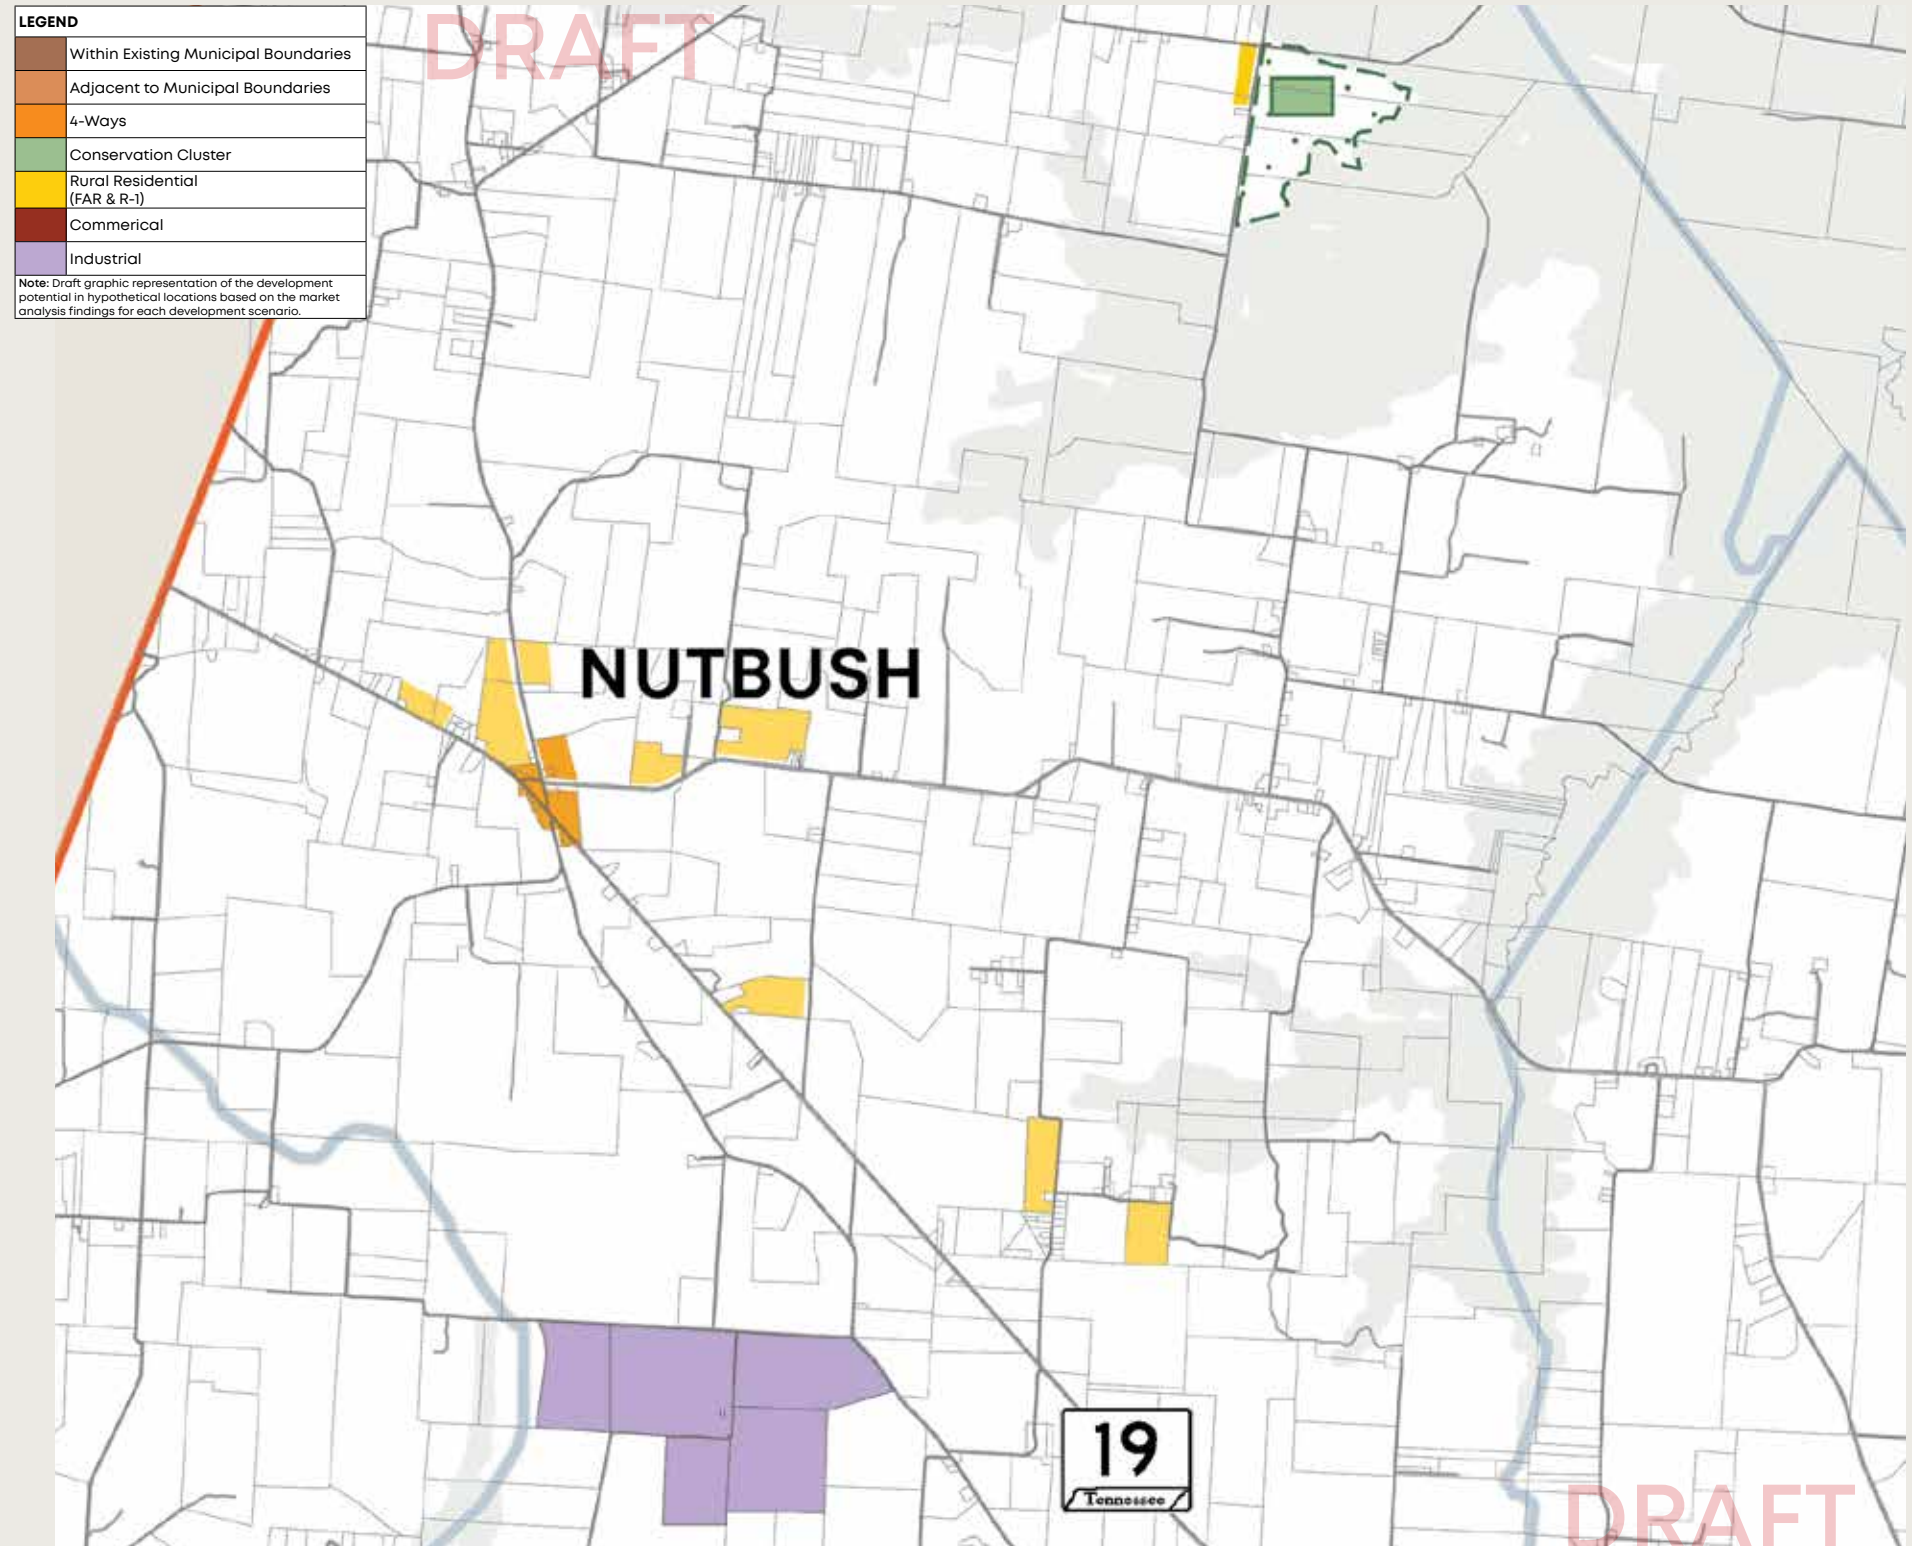 LEGEND
Within Existing Municipal Boundaries
Adjacent to Municipal Boundaries
4-Ways
Conservation Cluster
Rural Residential
(FAR & R-1)
Commerical
Industrial
Note: Draft graphic representation of the development
potential in hypothetical locations based on the market
analysis findings for each development scenario.
DRAFT
NUTBUSH
19
Tennessee
DRAFT